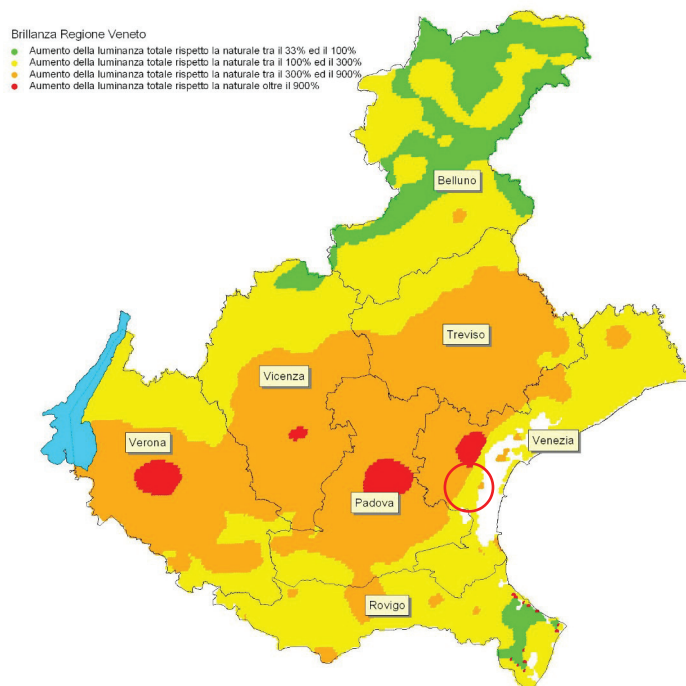 Brillanza Regione Veneto
Aumento della luminanza totale rispetto la naturale tra il 33% ed il 100%
Aumento della luminanza totale rispetto la naturale tra il 100% ed il 300%
Aumento della luminanza totale rispetto la naturale tra il 300% ed il 900%
Aumento della luminanza totale rispetto la naturale oltre il 900%
Belluno
Treviso
Vicenza
Venezia
Verona
Padova
Rovigo